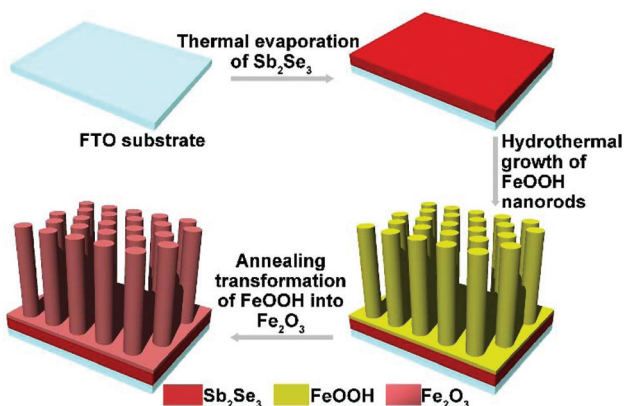 Thermal evaporation
of Sb₂Se₃
FTO substrate
Hydrothermal
growth of
FeOOH
nanorods
Annealing
transformation
of FeOOH into
Fe₂O₃
Sb₂Se₃ FeOOH Fe₂O₃